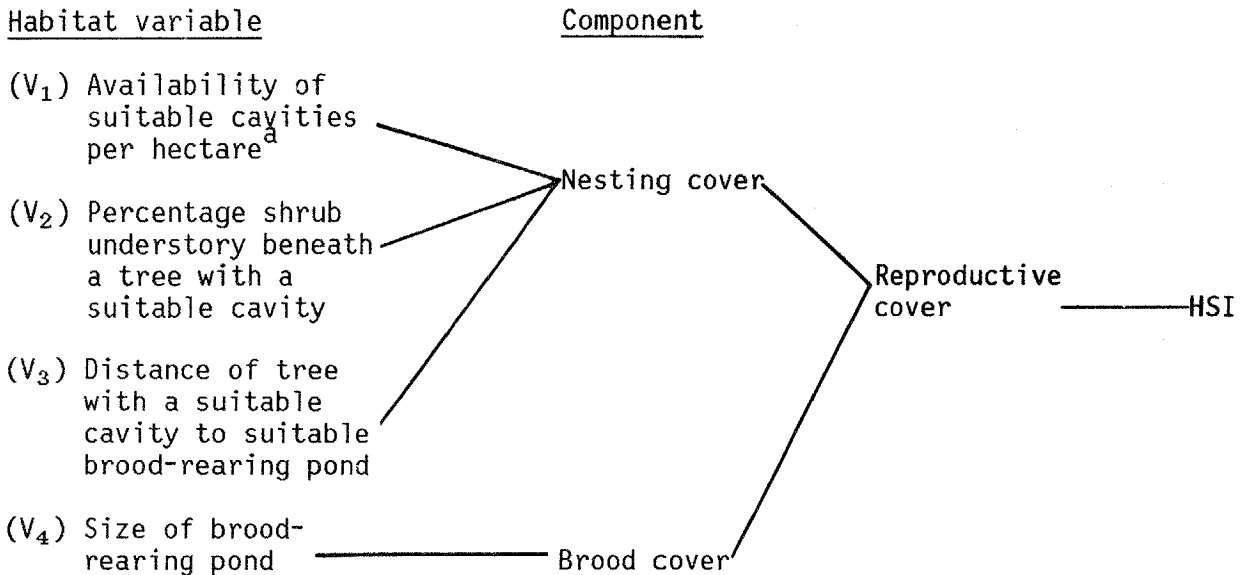 Habitat variable Component
(V₁) Availability of
suitable cavities
per hectareᵃ
Nesting cover
(V₂) Percentage shrub
understory beneath
a tree with a
suitable cavity
Reproductive
cover HSI
(V₃) Distance of tree
with a suitable
cavity to suitable
brood-rearing pond
(V₄) Size of brood-
rearing pond Brood cover